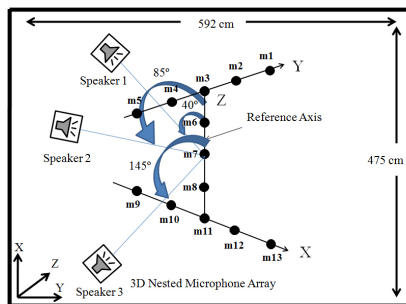 592 cm
m1
m2
m3
Y
Speaker 1
85º
m4
m5
40º
Z
m6
Reference Axis
Speaker 2
m7
475 cm
145º
m8
m9
m10
m11
m12
m13
X
X
Z
Y
Speaker 3
3D Nested Microphone Array